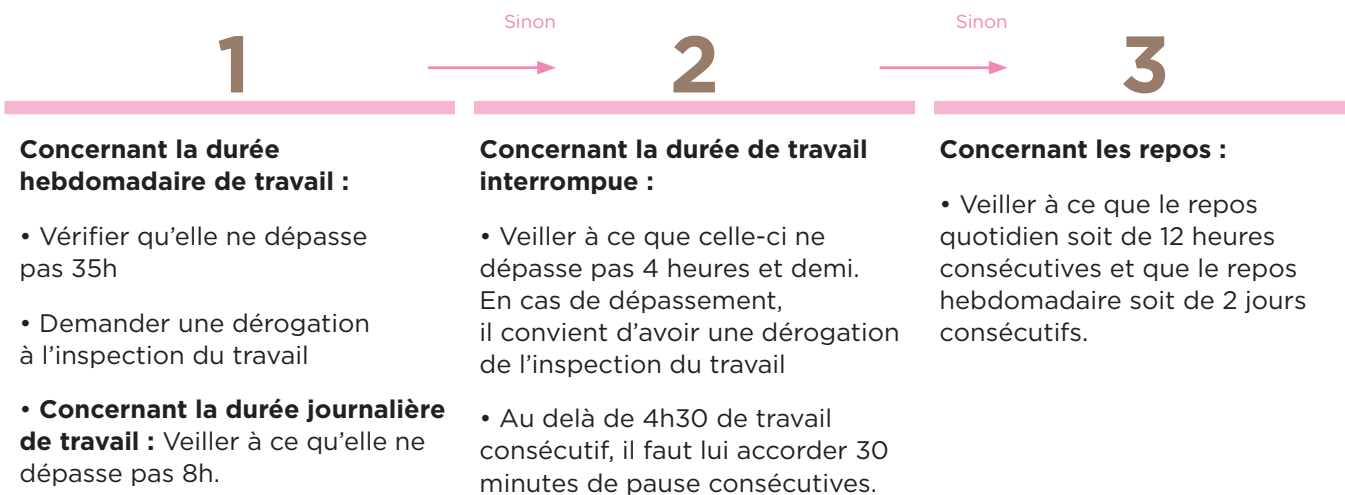 1
Sinon
2
Sinon
3
Concernant la durée
hebdomadaire de travail :
• Vérifier qu'elle ne dépasse
pas 35h
• Demander une dérogation
à l'inspection du travail
• Concernant la durée journalière
de travail : Veiller à ce qu'elle ne
dépasse pas 8h.
Concernant la durée de travail
interrompue :
• Veiller à ce que celle-ci ne
dépasse pas 4 heures et demi.
En cas de dépassement,
il convient d'avoir une dérogation
de l'inspection du travail
• Au delà de 4h30 de travail
consécutif, il faut lui accorder 30
minutes de pause consécutives.
Concernant les repos :
• Veiller à ce que le repos
quotidien soit de 12 heures
consécutives et que le repos
hebdomadaire soit de 2 jours
consécutifs.